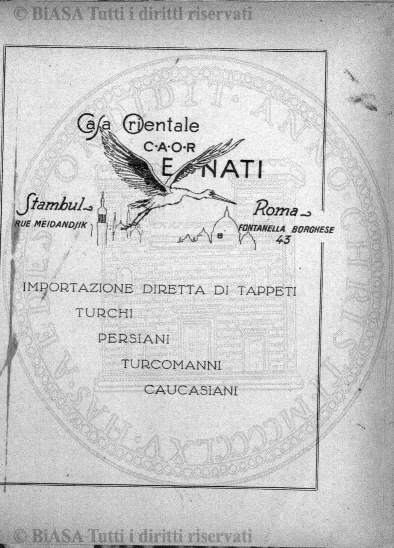 © BiASA Tutti i diritti riservati
Casa Orientale
C·A·O·R
E NATI
Stambul
RUE MEIDANDJIK
Roma
FONTANELLA BORGHESE
43
IMPORTAZIONE DIRETTA DI TAPPETI
TURCHI
PERSIANI
TURCOMANNI
CAUCASIANI
© BiASA Tutti i diritti riservati